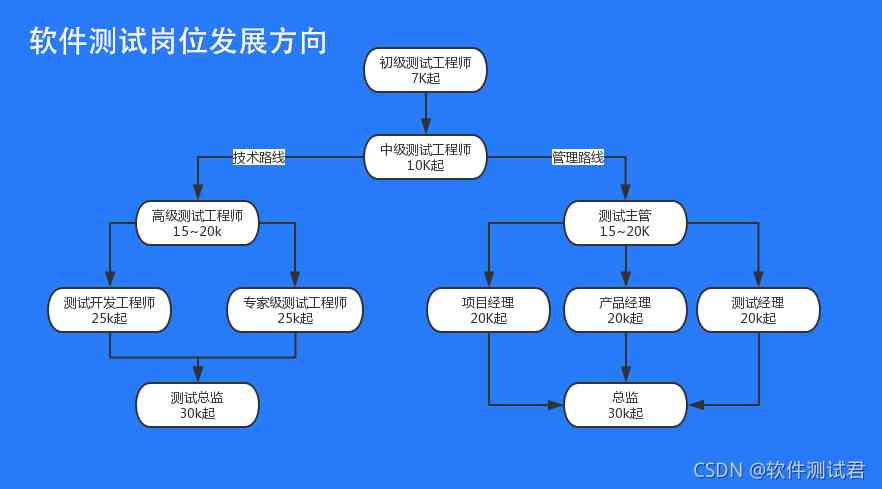 软件测试岗位发展方向
初级测试工程师
7K起
中级测试工程师
10K起
技术路线
管理路线
高级测试工程师
15~20k
测试主管
15~20K
测试开发工程师
25k起
专家级测试工程师
25k起
项目经理
20K起
产品经理
20k起
测试经理
20k起
测试总监
30k起
总监
30k起
CSDN @软件测试君